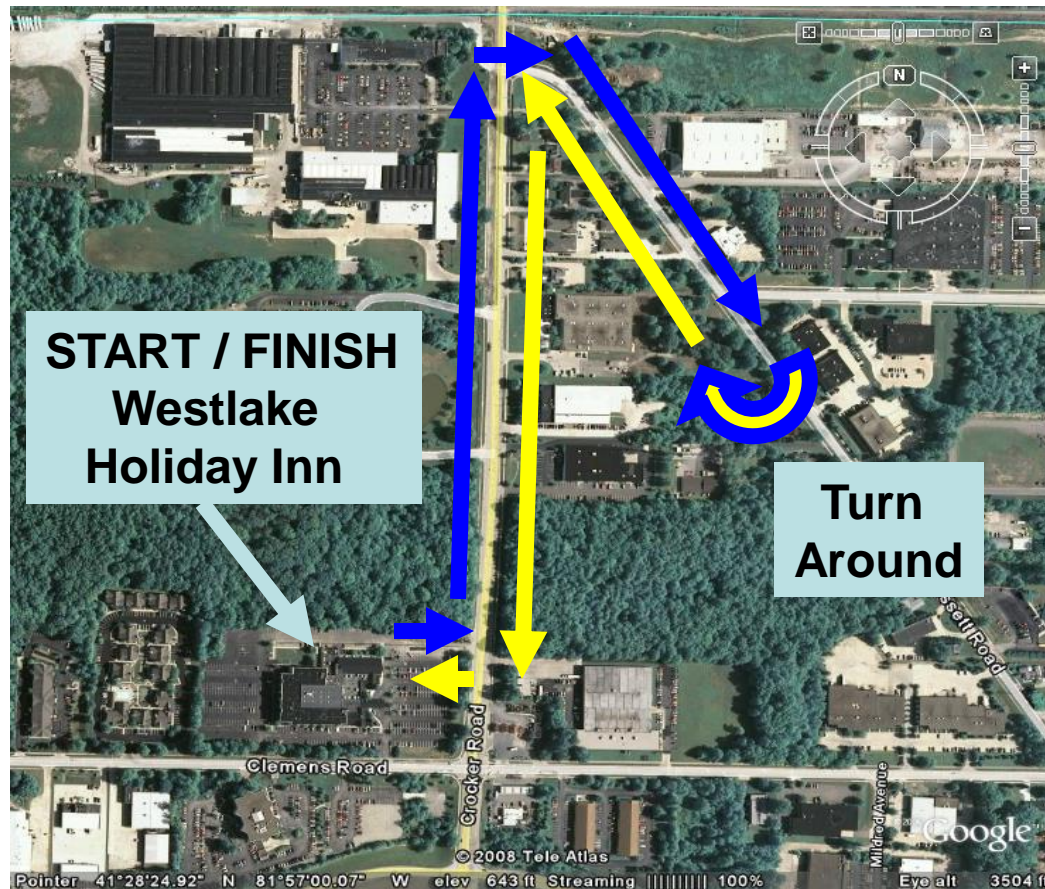 N
START / FINISH
Westlake
Holiday Inn
Turn
Around
Clemens Road
Crocker Road
Mildred Avenue
Google
© 2008 Tele Atlas
Pointer 41°28'24.92" N 81°57'00.07" W elev 643 ft Streaming |||||||||| 100% Eye alt 3504 ft